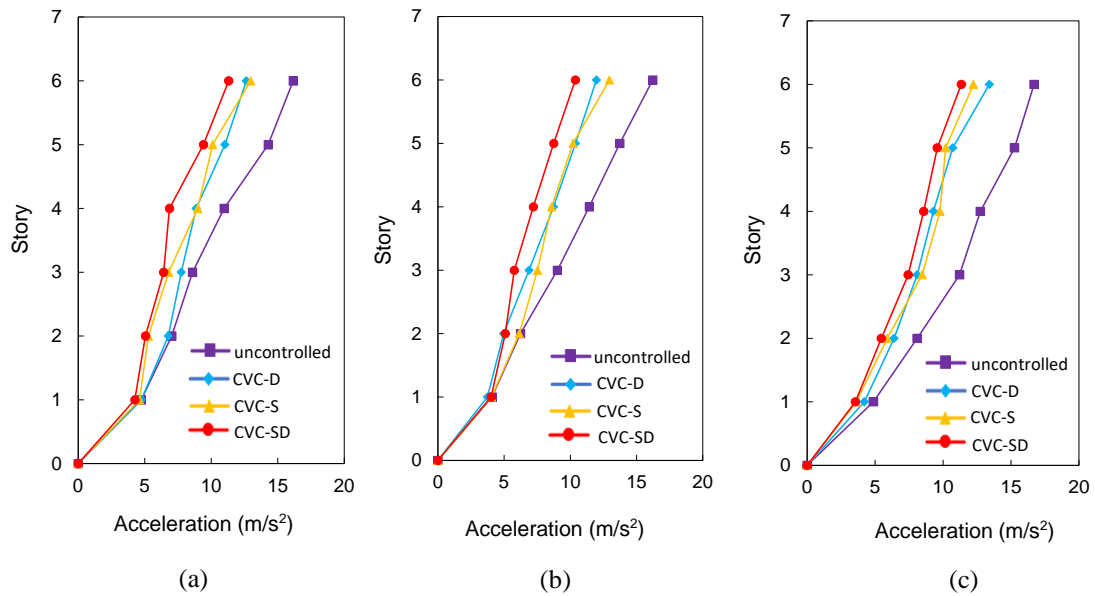 7
6
5
4
3
2
1
0
Story
0 5 10 15 20
Acceleration (m/s²)
uncontrolled
CVC-D
CVC-S
CVC-SD
(a)
7
6
5
4
3
2
1
0
Story
0 5 10 15 20
Acceleration (m/s²)
uncontrolled
CVC-D
CVC-S
CVC-SD
(b)
7
6
5
4
3
2
1
0
Story
0 5 10 15 20
Acceleration (m/s²)
uncontrolled
CVC-D
CVC-S
CVC-SD
(c)